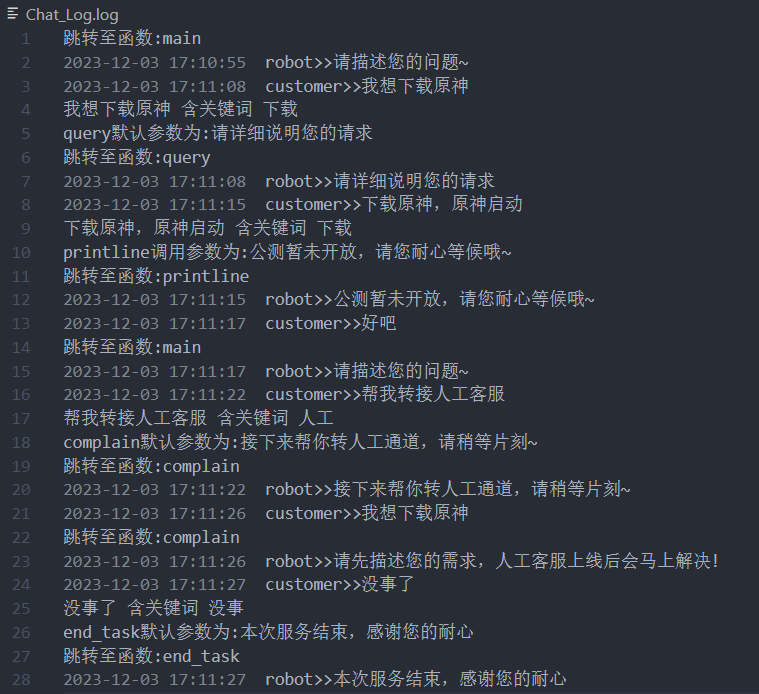 Chat_Log.log
1 跳转至函数:main
2 2023-12-03 17:10:55 robot>>请描述您的问题~
3 2023-12-03 17:11:08 customer>>我想下载原神
4 我想下载原神 含关键词 下载
5 query默认参数为:请详细说明您的请求
6 跳转至函数:query
7 2023-12-03 17:11:08 robot>>请详细说明您的请求
8 2023-12-03 17:11:15 customer>>下载原神，原神启动
9 下载原神，原神启动 含关键词 下载
10 printline调用参数为:公测暂未开放，请您耐心等候哦~
11 跳转至函数:printline
12 2023-12-03 17:11:15 robot>>公测暂未开放，请您耐心等候哦~
13 2023-12-03 17:11:17 customer>>好吧
14 跳转至函数:main
15 2023-12-03 17:11:17 robot>>请描述您的问题~
16 2023-12-03 17:11:22 customer>>帮我转接人工客服
17 帮我转接人工客服 含关键词 人工
18 complain默认参数为:接下来帮你转人工通道，请稍等片刻~
19 跳转至函数:complain
20 2023-12-03 17:11:22 robot>>接下来帮你转人工通道，请稍等片刻~
21 2023-12-03 17:11:26 customer>>我想下载原神
22 跳转至函数:complain
23 2023-12-03 17:11:26 robot>>请先描述您的需求，人工客服上线后会马上解决！
24 2023-12-03 17:11:27 customer>>没事了
25 没事了 含关键词 没事
26 end_task默认参数为:本次服务结束，感谢您的耐心
27 跳转至函数:end_task
28 2023-12-03 17:11:27 robot>>本次服务结束，感谢您的耐心